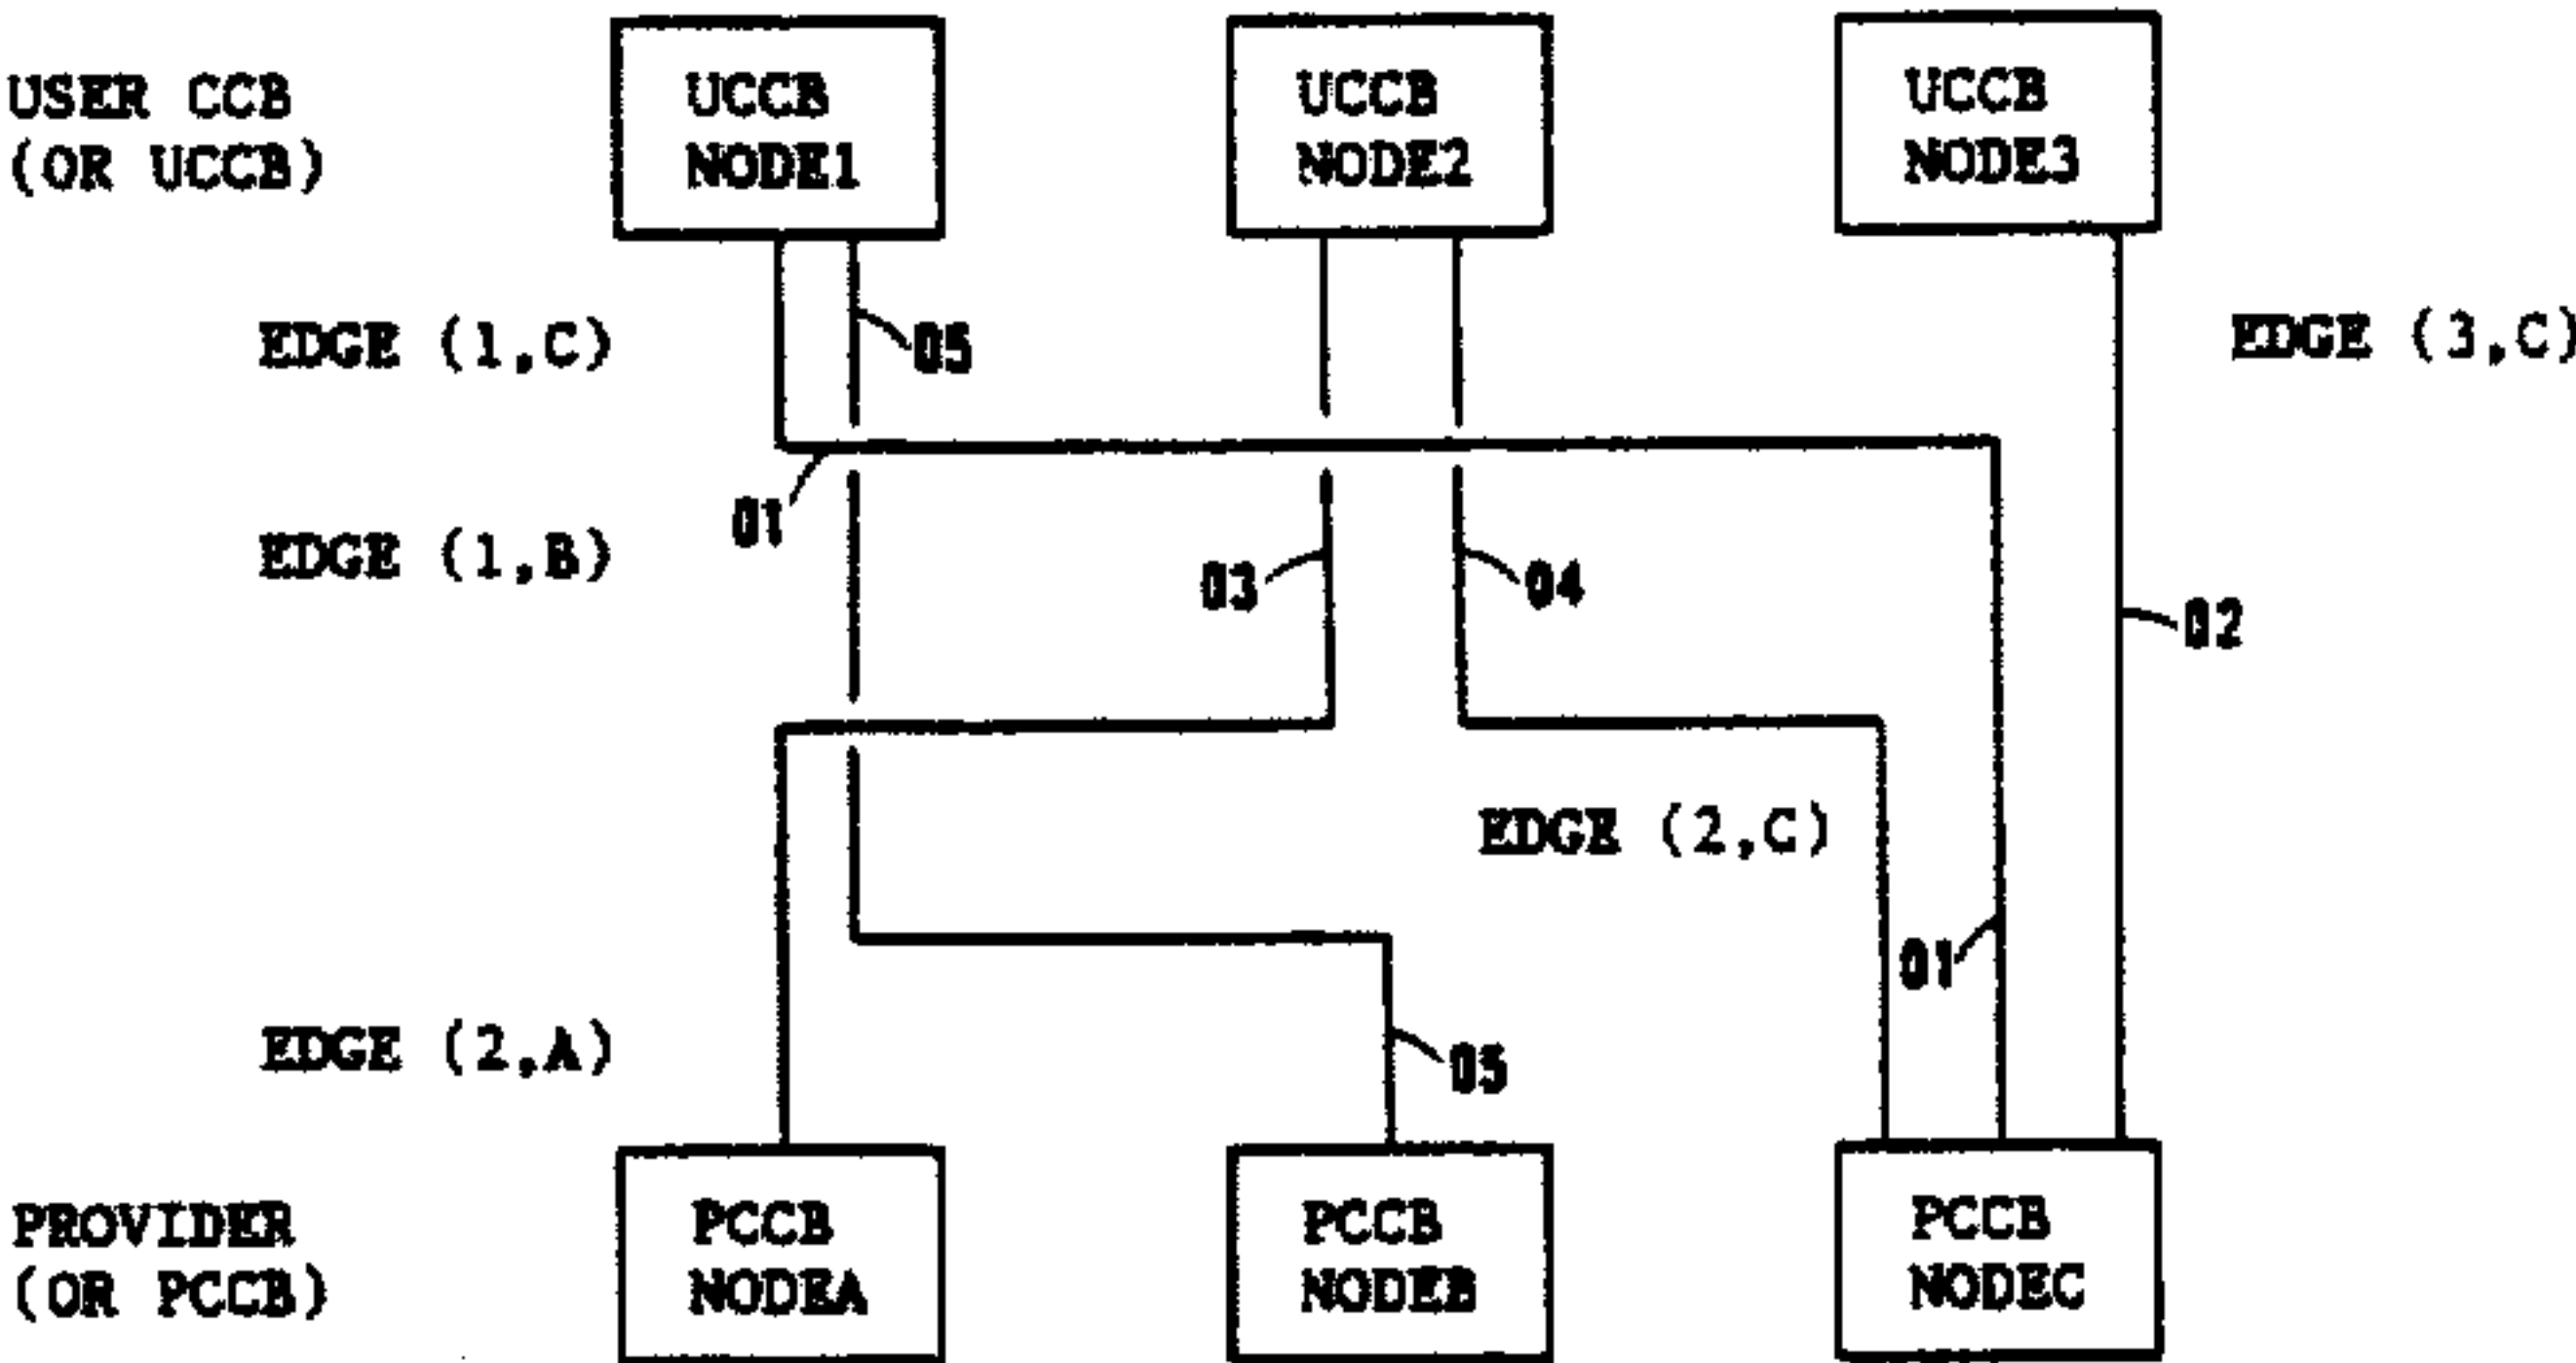 USER CCB
(OR UCCB)
UCCB
NODE1
UCCB
NODE2
UCCB
NODE3
EDGE (1,C)
05
EDGE (3,C)
01
EDGE (1,B)
03
04
02
EDGE (2,C)
01
EDGE (2,A)
05
PROVIDER
(OR PCCB)
PCCB
NODEA
PCCB
NODEB
PCCB
NODEC